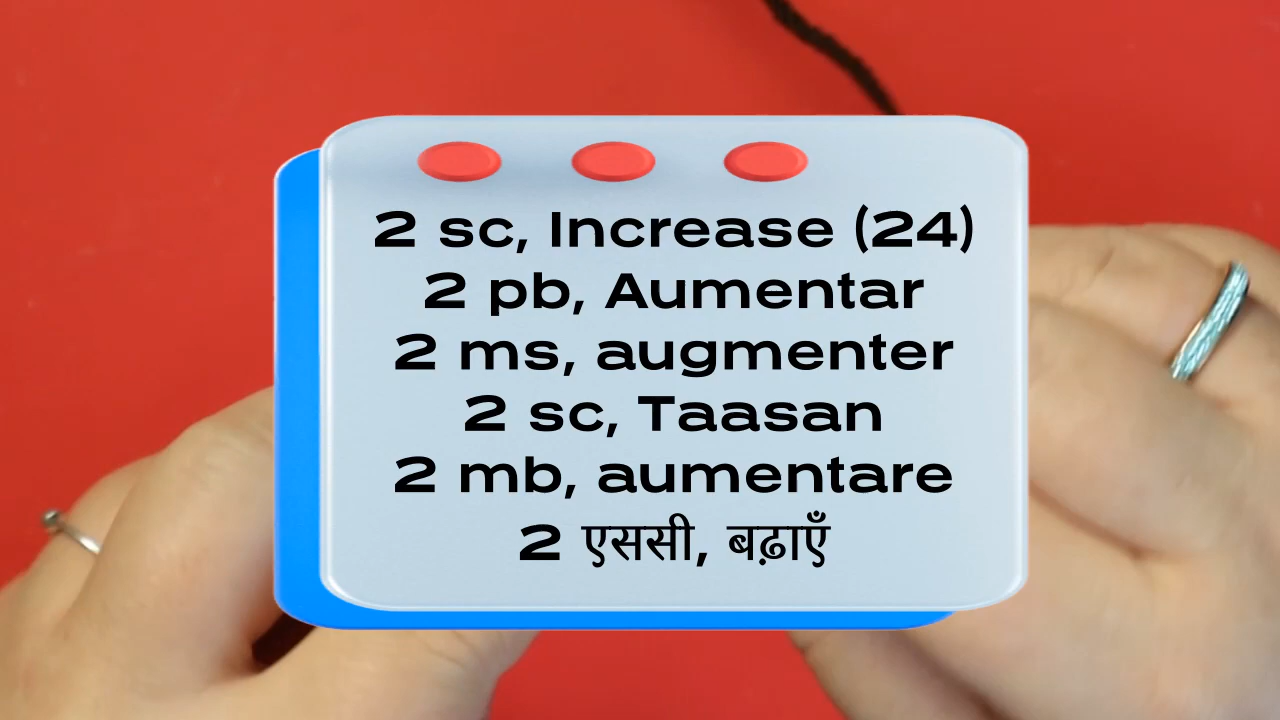 2 sc, Increase (24)
2 pb, Aumentar
2 ms, augmenter
2 sc, Taasan
2 mb, aumentare
2 एससी, बढ़ाएँ